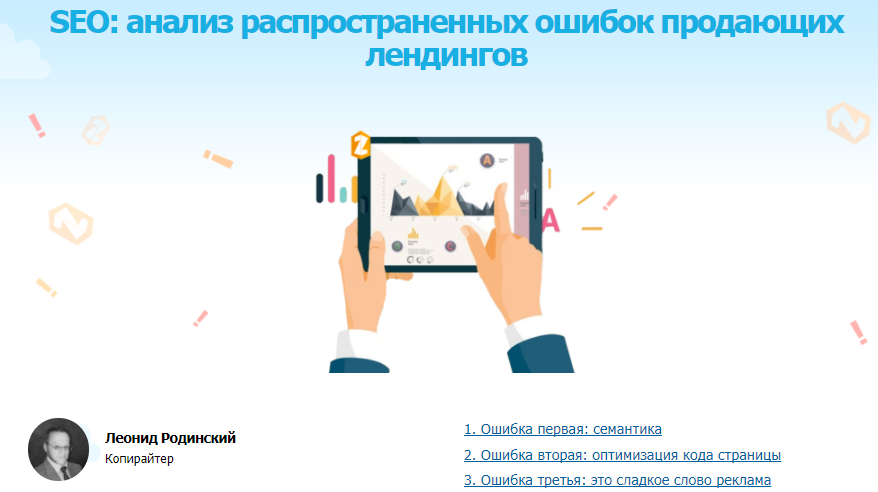 SEO: анализ распространенных ошибок продающих
лендингов
A
A
Леонид Родинский
Копирайтер
1. Ошибка первая: семантика
2. Ошибка вторая: оптимизация кода страницы
3. Ошибка третья: это сладкое слово реклама